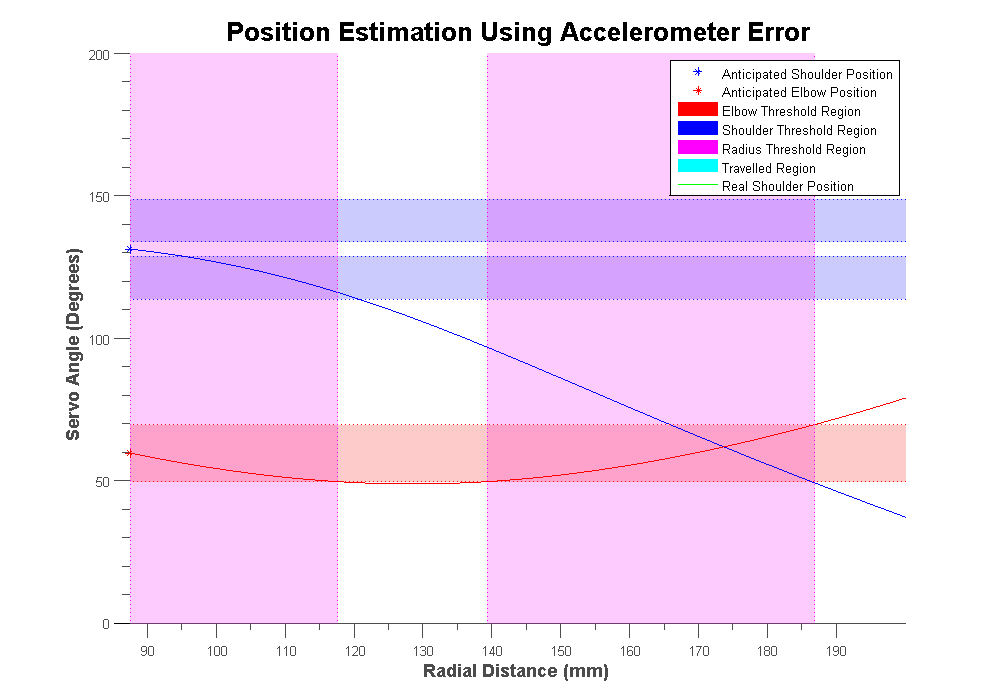 Position Estimation Using Accelerometer Error
200
150
100
50
0
Servo Angle (Degrees)
Anticipated Shoulder Position
Anticipated Elbow Position
Elbow Threshold Region
Shoulder Threshold Region
Radius Threshold Region
Travelled Region
Real Shoulder Position
90 100 110 120 130 140 150 160 170 180 190
Radial Distance (mm)